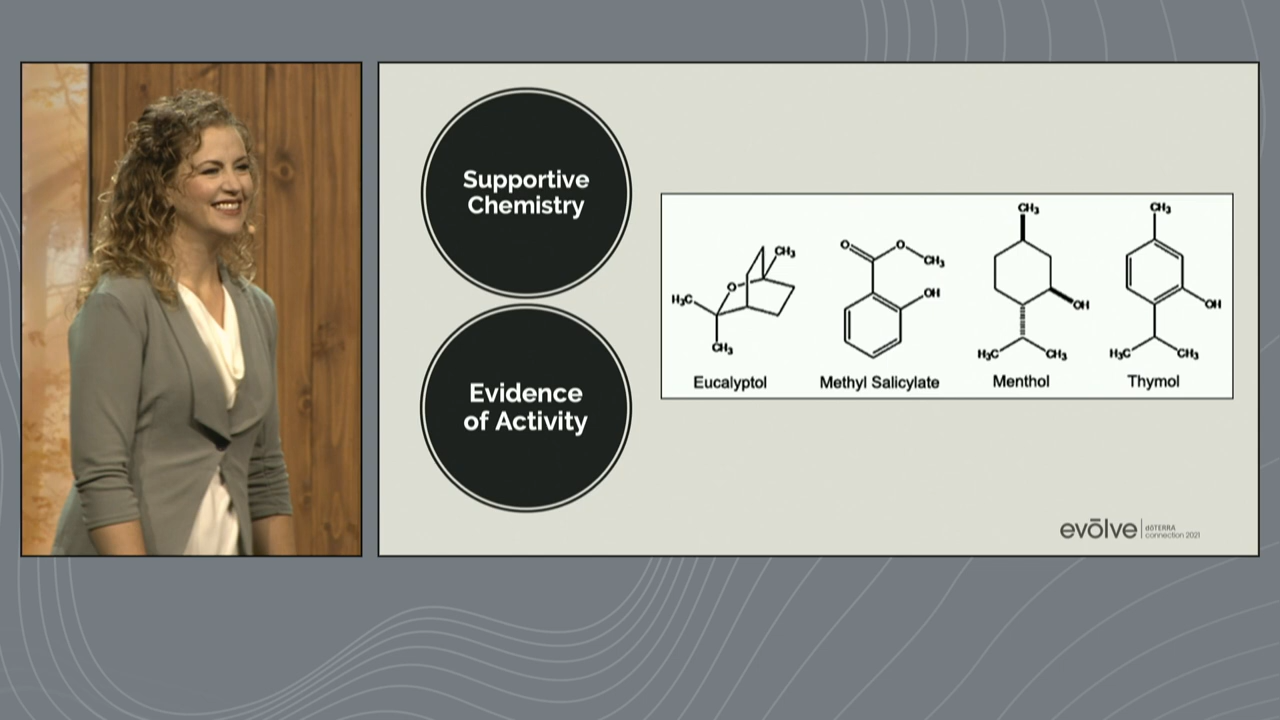 Supportive
Chemistry
Evidence
of Activity
CH₃
O
H₃C
CH₃
Eucalyptol
O
O
CH₃
OH
Methyl Salicylate
CH₃
OH
H₃C
CH₃
Menthol
CH₃
OH
H₃C
CH₃
Thymol
evōlve
dōTERRA
connection 2021